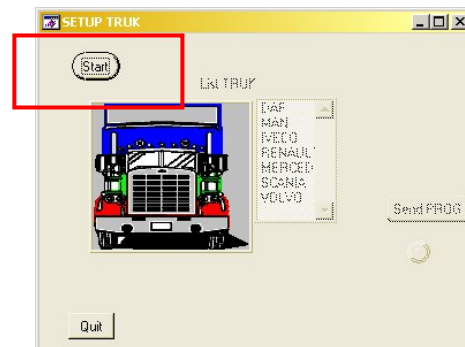 SETUP TRUK
Start
List TRUK
DAF
MAN
IVECO
RENAULT
MERCED
SCANIA
VOLVO
Send PROG
Quit